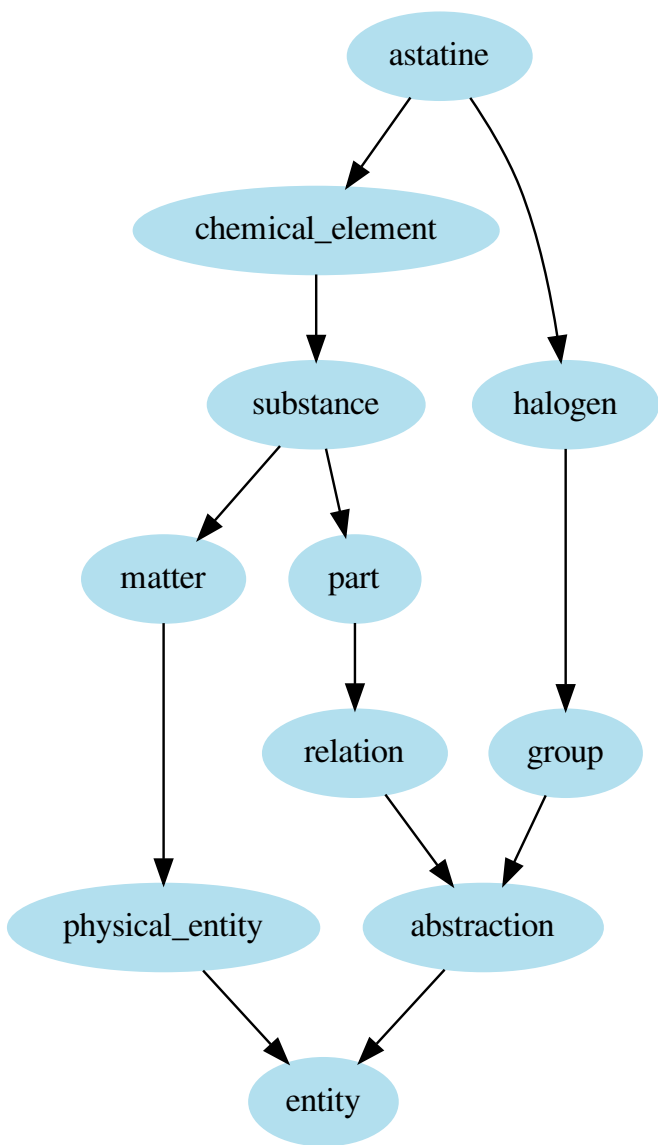 astatine
chemical_element
substance
halogen
matter
part
relation
group
physical_entity
abstraction
entity